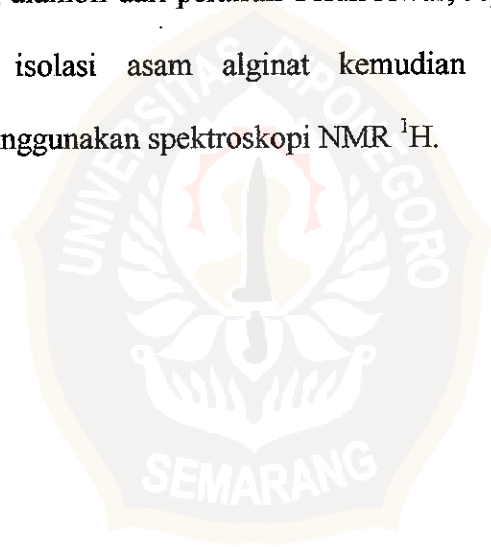 isolasi asam alginat kemudian
nggunakan spektroskopi NMR ¹H.
UNIVERSITAS DIPONEGORO
SEMARANG